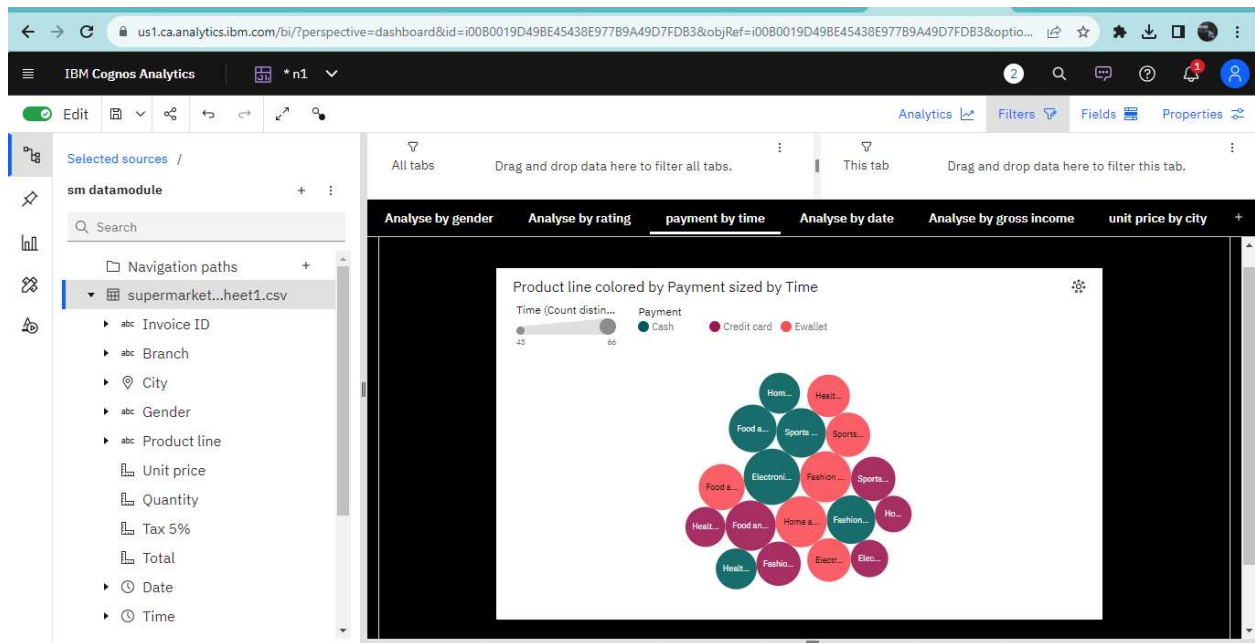 us1.ca.analytics.ibm.com/bi/?perspective=dashboard&id=i00B0019D49BE45438E977B9A49D7FDB3&objRef=i00B0019D49BE45438E977B9A49D7FDB3&optio...
IBM Cognos Analytics
*n1
2
1
Edit
Analytics
Filters
Fields
Properties
Selected sources /
sm datamodule
Search
Navigation paths
supermarket...heet1.csv
abc Invoice ID
abc Branch
City
abc Gender
abc Product line
Unit price
Quantity
Tax 5%
Total
Date
Time
All tabs
Drag and drop data here to filter all tabs.
This tab
Drag and drop data here to filter this tab.
Analyse by gender
Analyse by rating
payment by time
Analyse by date
Analyse by gross income
unit price by city
Product line colored by Payment sized by Time
Time (Count distin...
43 66
Payment
Cash Credit card Ewallet
Hom...
Healt...
Food a...
Sports ...
Sports...
Food a...
Electroni...
Fashion ...
Sports...
Healt...
Food an...
Home a...
Fashion...
Ho...
Healt...
Fashio...
Electr...
Elec...